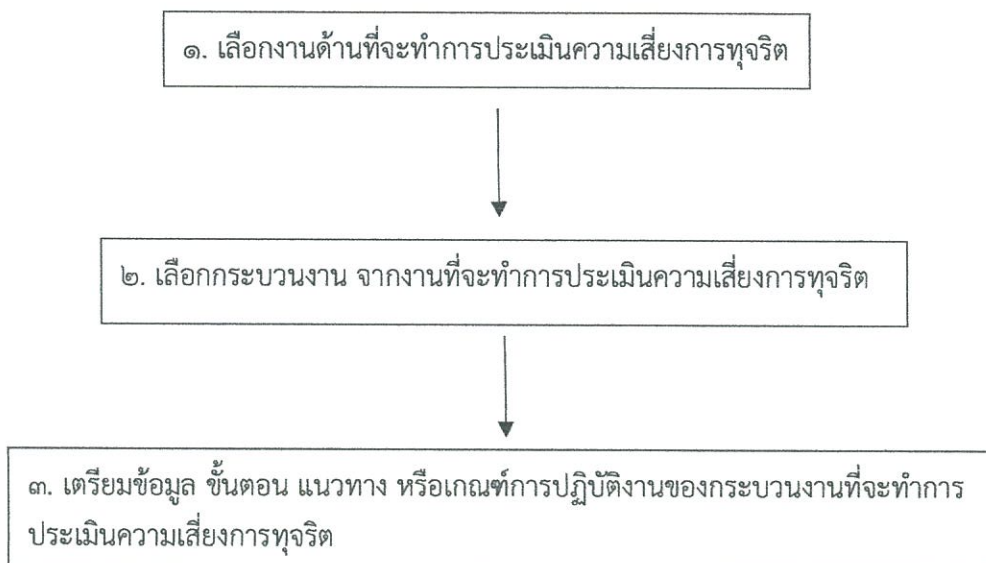 ๑. เลือกงานด้านที่จะทำการประเมินความเสี่ยงการทุจริต
๒. เลือกกระบวนงาน จากงานที่จะทำการประเมินความเสี่ยงการทุจริต
๓. เตรียมข้อมูล ขั้นตอน แนวทาง หรือเกณฑ์การปฏิบัติงานของกระบวนงานที่จะทำการ
ประเมินความเสี่ยงการทุจริต